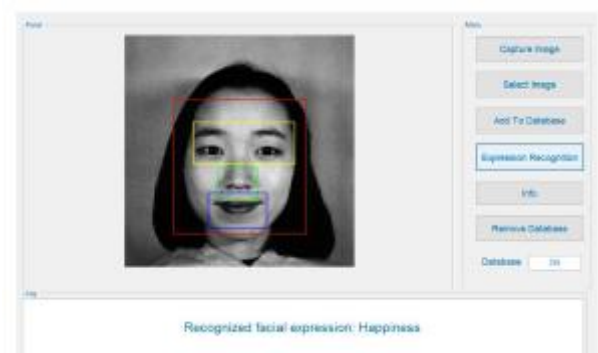 Panel
Menu
Capture Image
Select Image
Add To Database
Expression Recognition
Info
Remove Database
Database
Recognized facial expression: Happiness